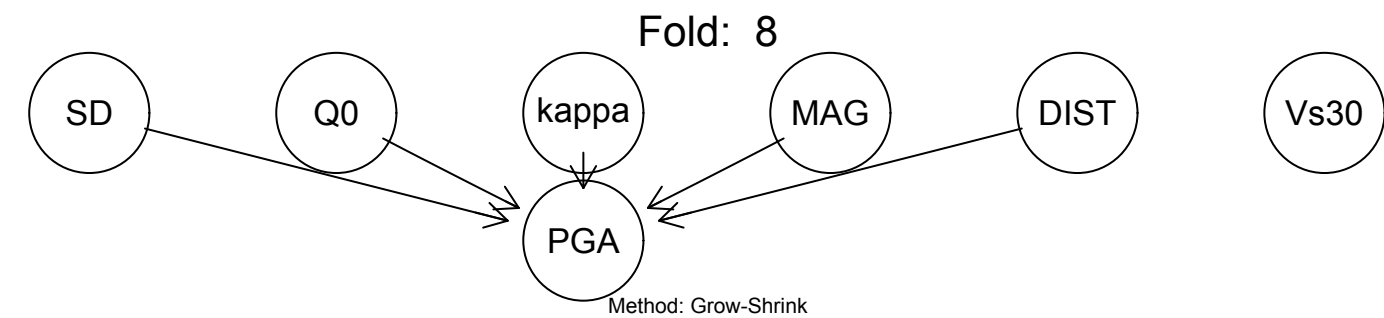 Fold: 8
SD Q0 kappa MAG DIST Vs30
PGA
Method: Grow-Shrink